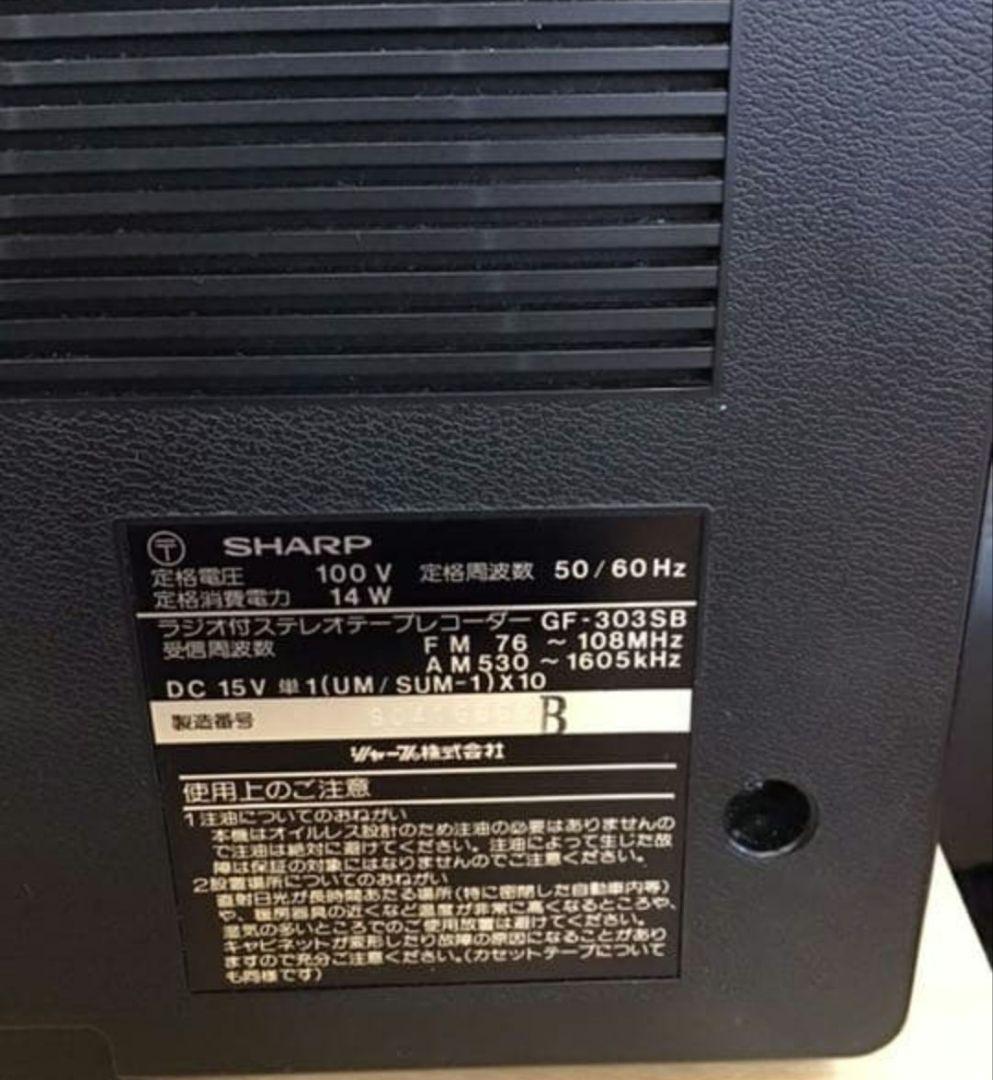 〒 SHARP
定格電圧 100V 定格周波数 50/60Hz
定格消費電力 14W
ラジオ付ステレオテープレコーダー GF-303SB
受信周波数 FM 76 ~ 108MHz
AM 530 ~ 1605kHz
DC 15V 単1(UM/SUM-1)X10
製造番号 B
シャープ株式会社
使用上のご注意
1 注油についてのおねがい
本機はオイルレス設計のため注油の必要はありませんの
で注油は絶対に避けてください。注油によって生じた故
障は保証の対象にはなりませんのでご注意ください。
2 設置場所についてのおねがい
直射日光が長時間あたる場所(特に密閉した自動車内等)
や、暖房器具の近くなど温度が非常に高くなるところや、
湿気の多いところでのご使用放置は避けてください。
キャビネットが変形したり故障の原因になることがあり
ますので充分ご注意ください。(カセットテープについて
も同様です)